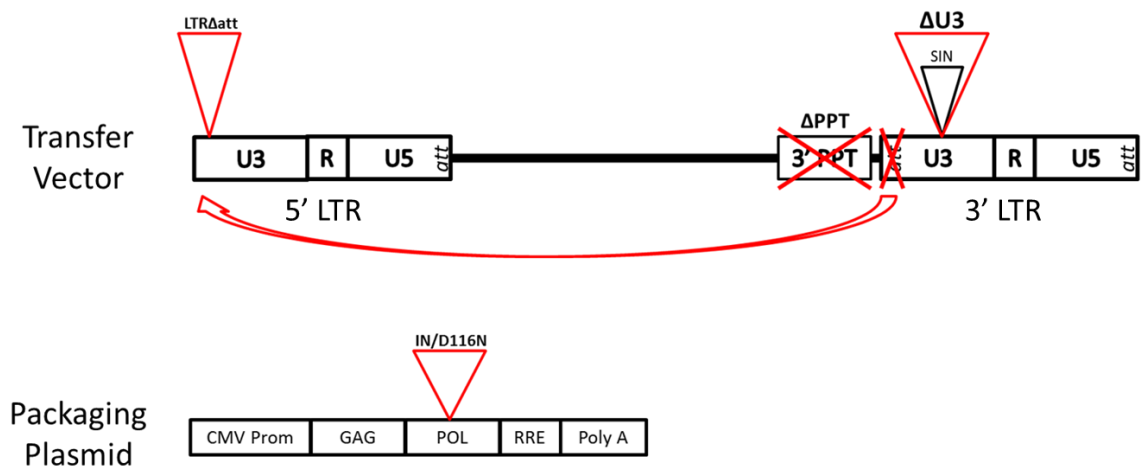 LTRΔatt
ΔU3
SIN
Transfer
Vector
ΔPPT
U3 R U5 att
3' PPT
att U3 R U5 att
5' LTR
3' LTR
IN/D116N
Packaging
Plasmid
CMV Prom GAG POL RRE Poly A